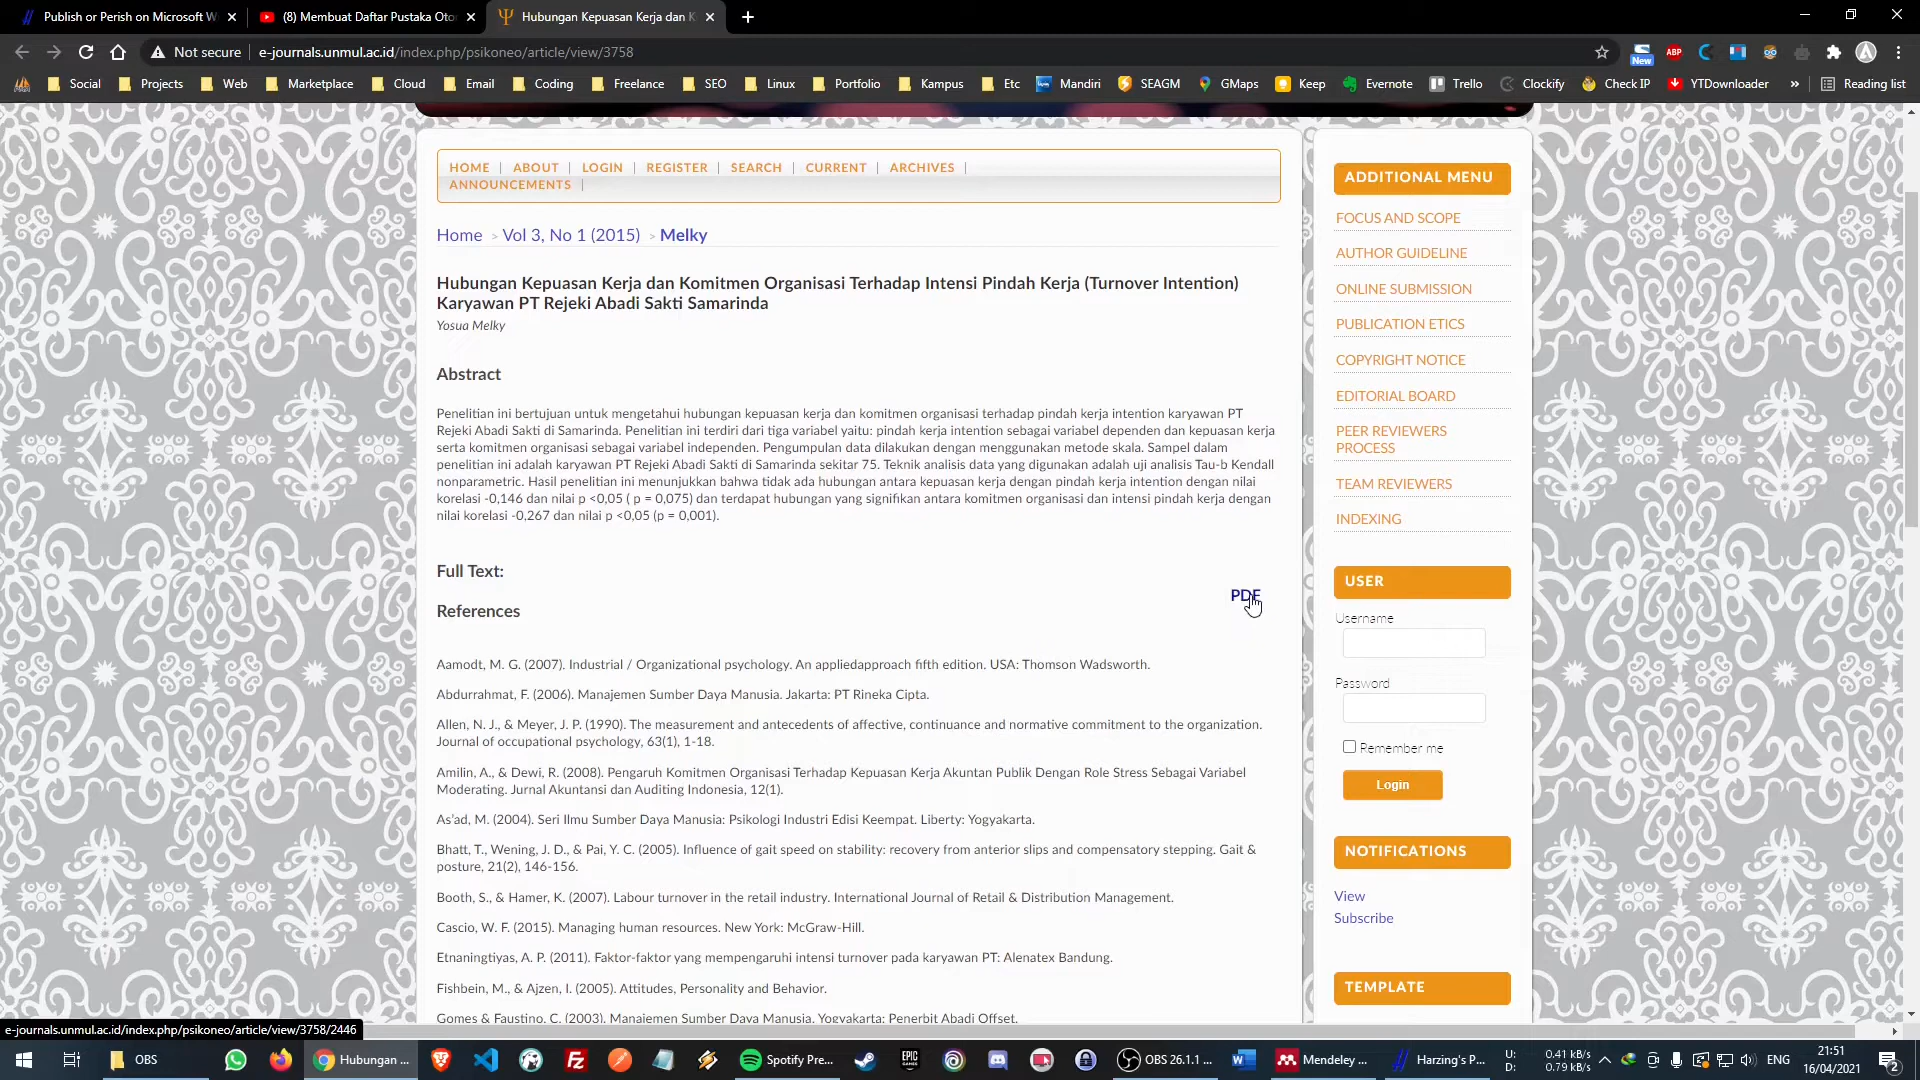 Publish or Perish on Microsoft W
(8) Membuat Daftar Pustaka Oto
Hubungan Kepuasan Kerja dan K
Not secure
e-journals.unmul.ac.id/index.php/psikoneo/article/view/3758
New
ABP
Social
Projects
Web
Marketplace
Cloud
Email
Coding
Freelance
SEO
Linux
Portfolio
Kampus
Etc
Mandiri
SEAGM
GMaps
Keep
Evernote
Trello
Clockify
Check IP
YTDownloader
»
Reading list
HOME
ABOUT
LOGIN
REGISTER
SEARCH
CURRENT
ARCHIVES
ANNOUNCEMENTS
Home > Vol 3, No 1 (2015) > Melky
Hubungan Kepuasan Kerja dan Komitmen Organisasi Terhadap Intensi Pindah Kerja (Turnover Intention)
Karyawan PT Rejeki Abadi Sakti Samarinda
Yosua Melky
Abstract
Penelitian ini bertujuan untuk mengetahui hubungan kepuasan kerja dan komitmen organisasi terhadap pindah kerja intention karyawan PT
Rejeki Abadi Sakti di Samarinda. Penelitian ini terdiri dari tiga variabel yaitu: pindah kerja intention sebagai variabel dependen dan kepuasan kerja
serta komitmen organisasi sebagai variabel independen. Pengumpulan data dilakukan dengan menggunakan metode skala. Sampel dalam
penelitian ini adalah karyawan PT Rejeki Abadi Sakti di Samarinda sekitar 75. Teknik analisis data yang digunakan adalah uji analisis Tau-b Kendall
nonparametric. Hasil penelitian ini menunjukkan bahwa tidak ada hubungan antara kepuasan kerja dengan pindah kerja intention dengan nilai
korelasi -0,146 dan nilai p <0,05 ( p = 0,075) dan terdapat hubungan yang signifikan antara komitmen organisasi dan intensi pindah kerja dengan
nilai korelasi -0,267 dan nilai p <0,05 (p = 0,001).
Full Text:
PDF
References
Aamodt, M. G. (2007). Industrial / Organizational psychology. An appliedapproach fifth edition. USA: Thomson Wadsworth.
Abdurrahmat, F. (2006). Manajemen Sumber Daya Manusia. Jakarta: PT Rineka Cipta.
Allen, N. J., & Meyer, J. P. (1990). The measurement and antecedents of affective, continuance and normative commitment to the organization.
Journal of occupational psychology, 63(1), 1-18.
Amilin, A., & Dewi, R. (2008). Pengaruh Komitmen Organisasi Terhadap Kepuasan Kerja Akuntan Publik Dengan Role Stress Sebagai Variabel
Moderating. Jurnal Akuntansi dan Auditing Indonesia, 12(1).
As'ad, M. (2004). Seri Ilmu Sumber Daya Manusia: Psikologi Industri Edisi Keempat. Liberty: Yogyakarta.
Bhatt, T., Wening, J. D., & Pai, Y. C. (2005). Influence of gait speed on stability: recovery from anterior slips and compensatory stepping. Gait &
posture, 21(2), 146-156.
Booth, S., & Hamer, K. (2007). Labour turnover in the retail industry. International Journal of Retail & Distribution Management.
Cascio, W. F. (2015). Managing human resources. New York: McGraw-Hill.
Etnaningtiyas, A. P. (2011). Faktor-faktor yang mempengaruhi intensi turnover pada karyawan PT: Alenatex Bandung.
Fishbein, M., & Ajzen, I. (2005). Attitudes, Personality and Behavior.
Gomes & Faustino, C. (2003). Manajemen Sumber Daya Manusia. Yogyakarta: Penerbit Abadi Offset.
ADDITIONAL MENU
FOCUS AND SCOPE
AUTHOR GUIDELINE
ONLINE SUBMISSION
PUBLICATION ETICS
COPYRIGHT NOTICE
EDITORIAL BOARD
PEER REVIEWERS
PROCESS
TEAM REVIEWERS
INDEXING
USER
Username
Password
Remember me
Login
NOTIFICATIONS
View
Subscribe
TEMPLATE
e-journals.unmul.ac.id/index.php/psikoneo/article/view/3758/2446
OBS
Hubungan ...
Spotify Pre...
EPIC
GAMES
OBS 26.1.1 ...
Mendeley ...
Harzing's P...
U: 0.41 kB/s
D: 0.79 kB/s
ENG
21:51
16/04/2021
2